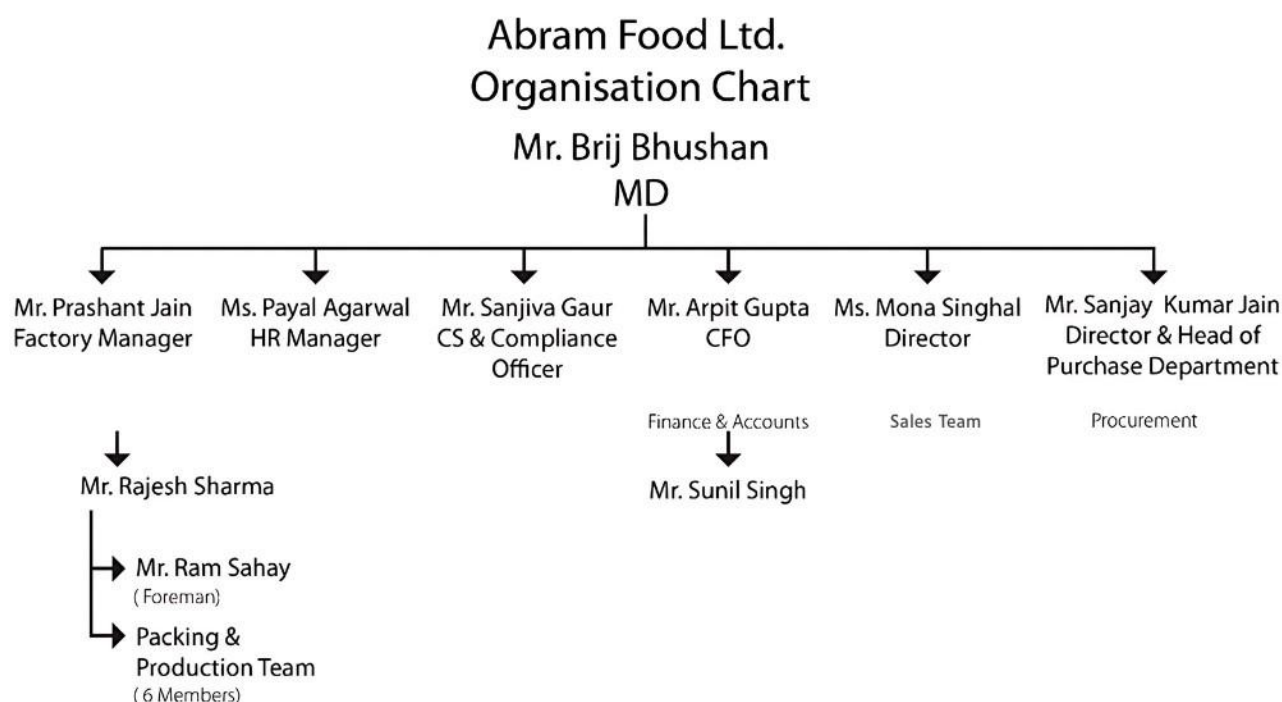 Abram Food Ltd.
Organisation Chart
Mr. Brij Bhushan
MD
Mr. Prashant Jain
Factory Manager
Ms. Payal Agarwal
HR Manager
Mr. Sanjiva Gaur
CS & Compliance
Officer
Mr. Arpit Gupta
CFO
Ms. Mona Singhal
Director
Mr. Sanjay Kumar Jain
Director & Head of
Purchase Department
Finance & Accounts
Sales Team
Procurement
Mr. Rajesh Sharma
Mr. Sunil Singh
Mr. Ram Sahay
( Foreman)
Packing &
Production Team
( 6 Members)